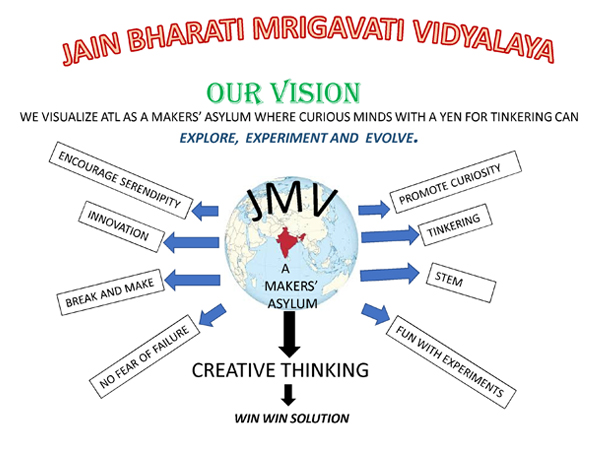 JAIN BHARATI MRIGAVATI VIDYALAYA
OUR VISION
WE VISUALIZE ATL AS A MAKERS' ASYLUM WHERE CURIOUS MINDS WITH A YEN FOR TINKERING CAN
EXPLORE, EXPERIMENT AND EVOLVE.
ENCOURAGE SERENDIPITY
INNOVATION
BREAK AND MAKE
NO FEAR OF FAILURE
JMV
A
MAKERS'
ASYLUM
PROMOTE CURIOSITY
TINKERING
STEM
FUN WITH EXPERIMENTS
CREATIVE THINKING
WIN WIN SOLUTION